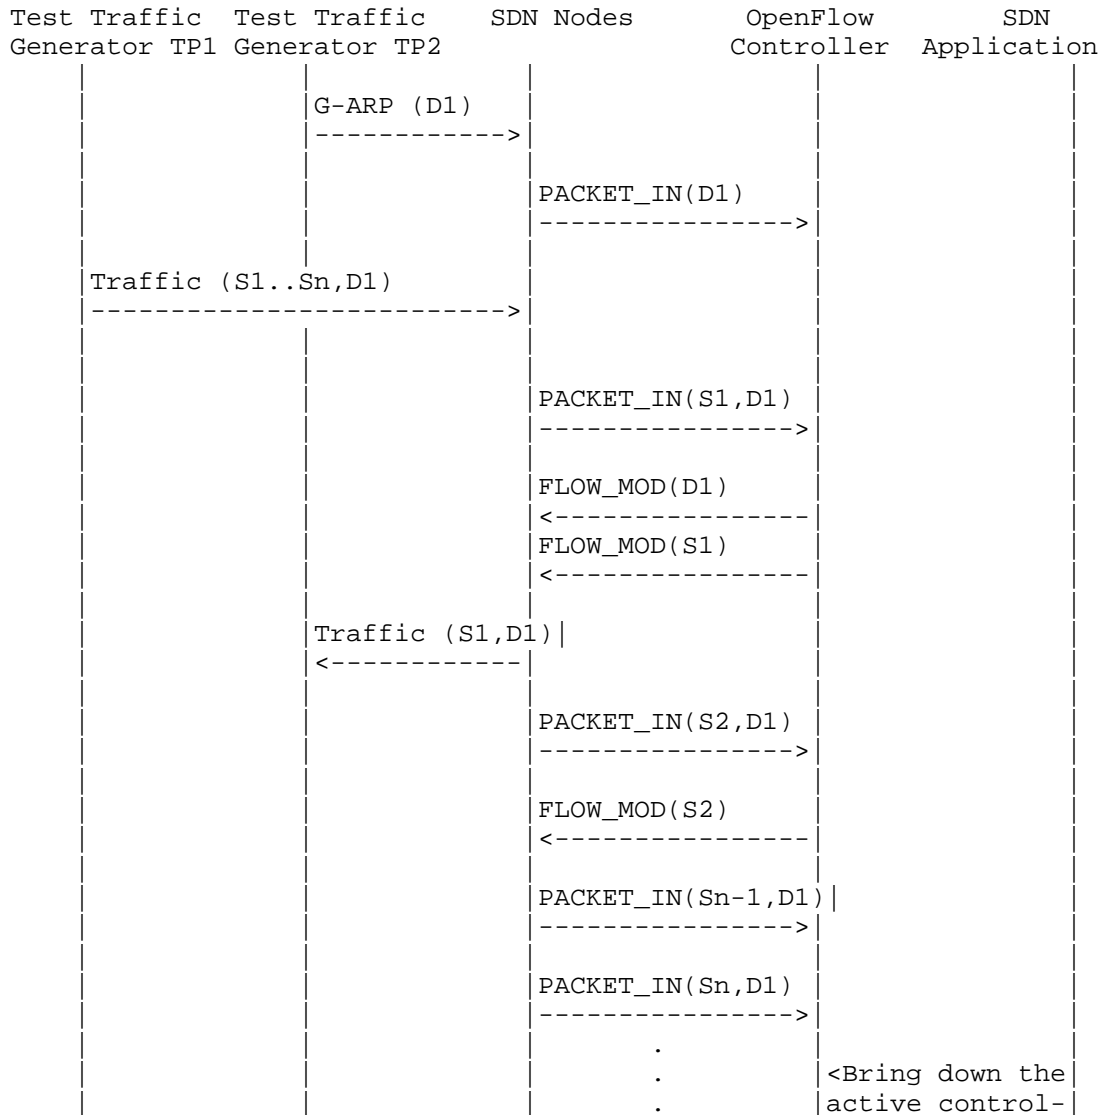 Test Traffic  Test Traffic    SDN Nodes       OpenFlow        SDN
Generator TP1 Generator TP2                  Controller  Application
G-ARP (D1)
------------>
PACKET_IN(D1)
---------------->
Traffic (S1..Sn,D1)
-------------------------->
PACKET_IN(S1,D1)
---------------->
FLOW_MOD(D1)
<----------------
FLOW_MOD(S1)
<----------------
Traffic (S1,D1)|
<------------
PACKET_IN(S2,D1)
---------------->
FLOW_MOD(S2)
<----------------
PACKET_IN(Sn-1,D1)|
---------------->
PACKET_IN(Sn,D1)
---------------->
.
. <Bring down the
. active control-